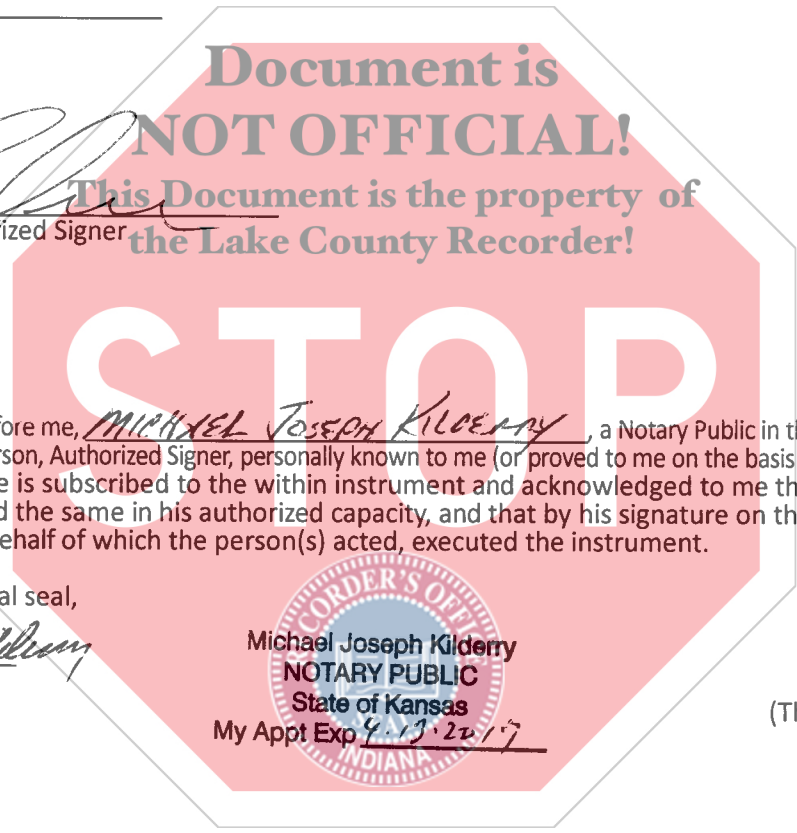 Document is
NOT OFFICIAL!
This Document is the property of
the Lake County Recorder!
ized Signer
STOP
fore me, MICHAEL JOSEPH KILDERRY, a Notary Public in th
rson, Authorized Signer, personally known to me (or proved to me on the basis
e is subscribed to the within instrument and acknowledged to me th
d the same in his authorized capacity, and that by his signature on th
ehalf of which the person(s) acted, executed the instrument.
al seal,
RECORDER'S OFFICE
Michael Joseph Kilderry
NOTARY PUBLIC
State of Kansas
SEAL
My Appt Exp 4.13.2017
INDIANA
(Th